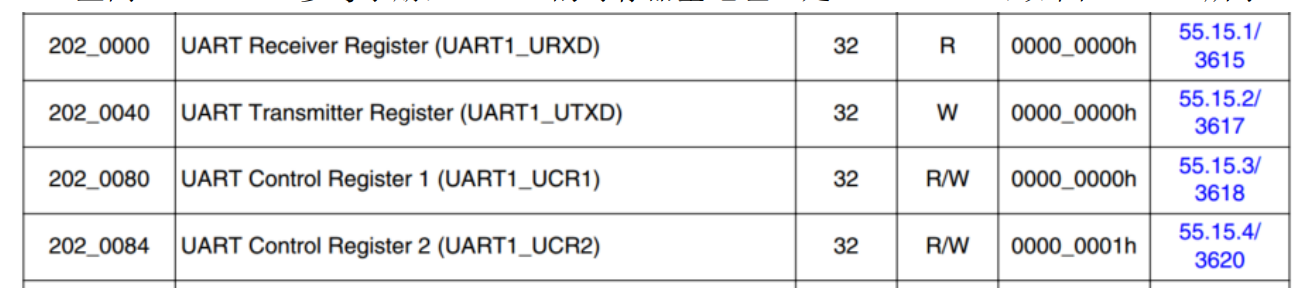 202_0000 UART Receiver Register (UART1_URXD) 32 R 0000_0000h 55.15.1/
3615
202_0040 UART Transmitter Register (UART1_UTXD) 32 W 0000_0000h 55.15.2/
3617
202_0080 UART Control Register 1 (UART1_UCR1) 32 R/W 0000_0000h 55.15.3/
3618
202_0084 UART Control Register 2 (UART1_UCR2) 32 R/W 0000_0001h 55.15.4/
3620